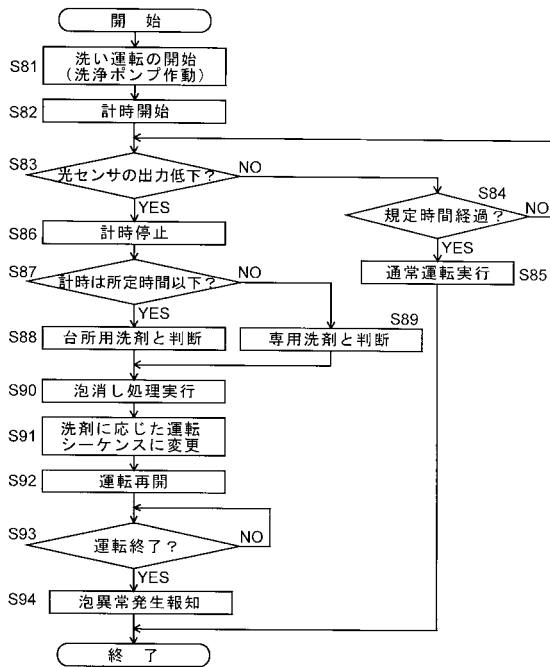 開始
S81
洗い運転の開始
(洗浄ポンプ作動)
S82
計時開始
S83
光センサの出力低下?
NO
YES
S84
規定時間経過?
NO
YES
S85
通常運転実行
S86
計時停止
S87
計時は所定時間以下?
NO
YES
S88
台所用洗剤と判断
S89
専用洗剤と判断
S90
泡消し処理実行
S91
洗剤に応じた運転
シーケンスに変更
S92
運転再開
S93
運転終了?
NO
YES
S94
泡異常発生報知
終了